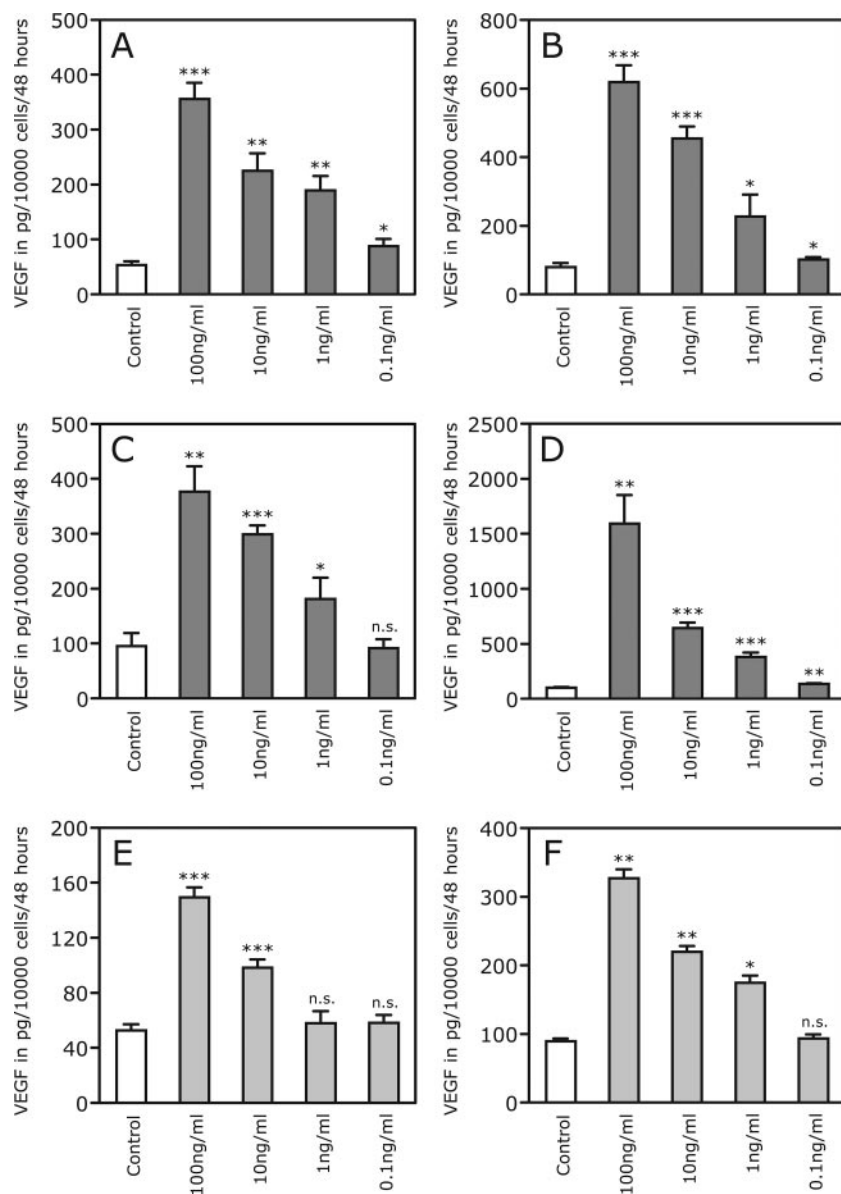 A
VEGF in pg/10000 cells/48 hours
500
400
300
200
100
0
***
**
**
*
Control
100ng/ml
10ng/ml
1ng/ml
0.1ng/ml
B
VEGF in pg/10000 cells/48 hours
800
600
400
200
0
***
***
*
*
Control
100ng/ml
10ng/ml
1ng/ml
0.1ng/ml
C
VEGF in pg/10000 cells/48 hours
500
400
300
200
100
0
**
***
*
n.s.
Control
100ng/ml
10ng/ml
1ng/ml
0.1ng/ml
D
VEGF in pg/10000 cells/48 hours
2500
2000
1500
1000
500
0
**
***
***
**
Control
100ng/ml
10ng/ml
1ng/ml
0.1ng/ml
E
VEGF in pg/10000 cells/48 hours
200
160
120
80
40
0
***
***
n.s.
n.s.
Control
100ng/ml
10ng/ml
1ng/ml
0.1ng/ml
F
VEGF in pg/10000 cells/48 hours
400
300
200
100
0
**
**
*
n.s.
Control
100ng/ml
10ng/ml
1ng/ml
0.1ng/ml